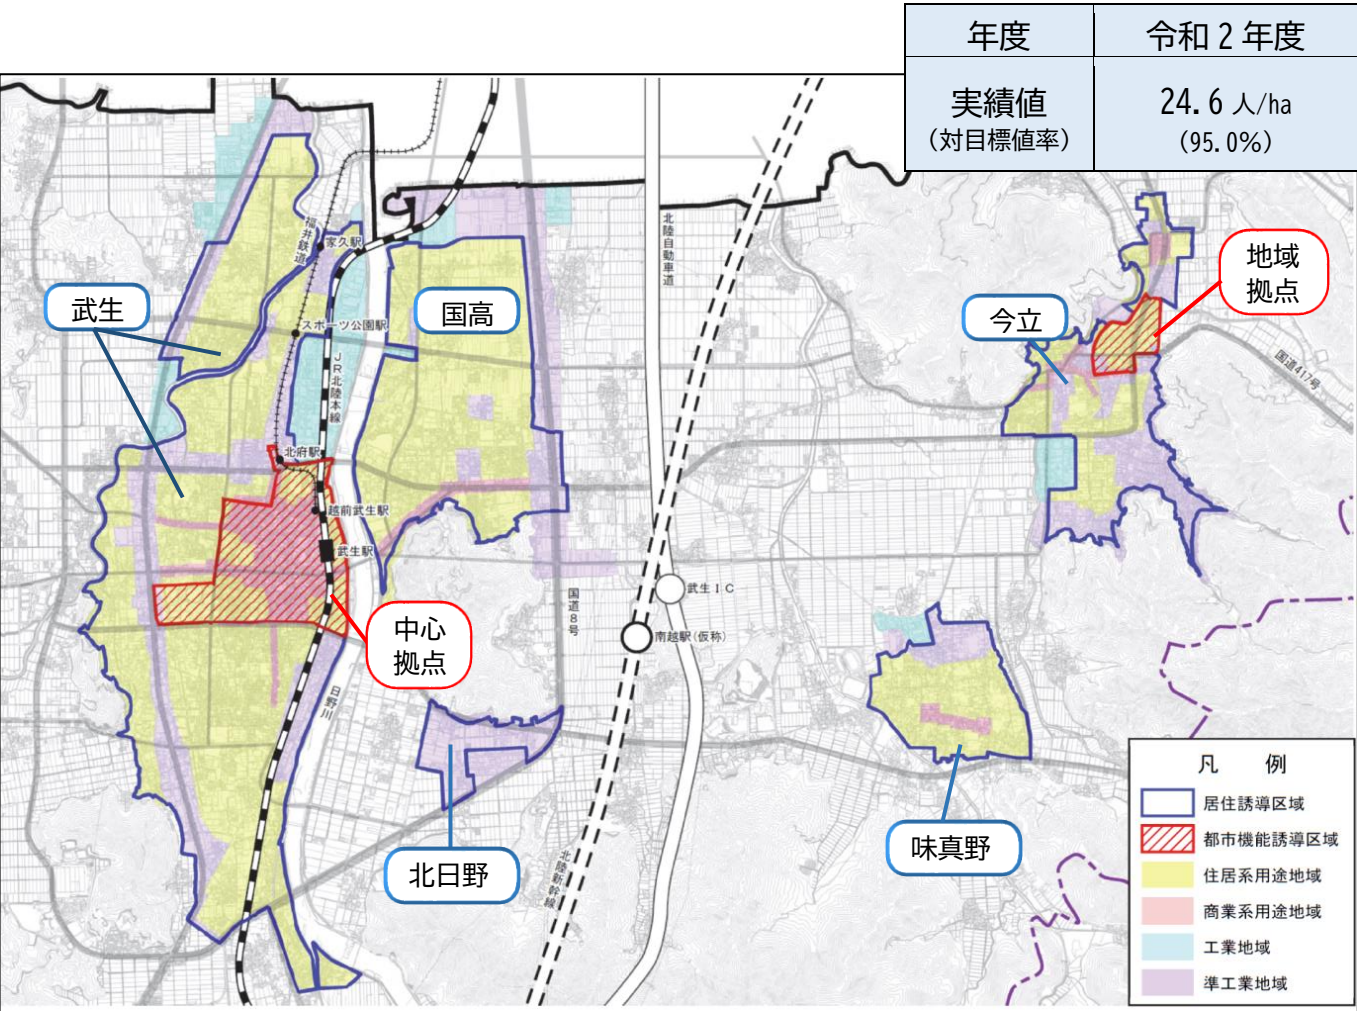 年度
令和2年度
実績値
(対目標値率)
24.6 人/ha
(95.0%)
北陸自動車道
福井鉄道
家久駅
地域
拠点
武生
国高
今立
スポーツ公園駅
JR北陸本線
国道417号
北府駅
越前武生駅
武生駅
武生IC
国道8号
中心
拠点
南越駅(仮称)
日野川
凡 例
居住誘導区域
都市機能誘導区域
住居系用途地域
商業系用途地域
工業地域
準工業地域
味真野
北日野
北陸新幹線